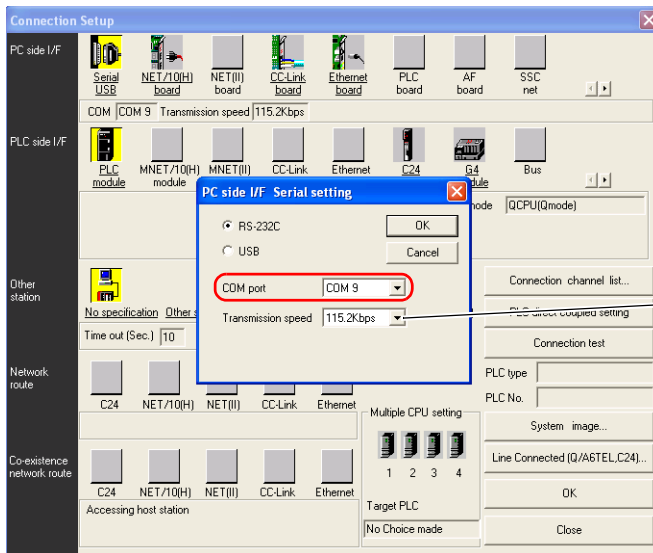 Connection Setup
PC side I/F
Serial USB
NET/10(H) board
NET(II) board
CC-Link board
Ethernet board
PLC board
AF board
SSC net
COM COM 9 Transmission speed 115.2Kbps
PLC side I/F
PLC module
MNET/10(H) module
MNET(II)
CC-Link
Ethernet
C24
G4
Bus
QCPU(Qmode)
PC side I/F Serial setting
RS-232C
OK
USB
Cancel
COM port COM 9
Transmission speed 115.2Kbps
Other station
No specification
Other
Time out (Sec.) 10
Connection channel list...
PLC direct coupled setting
Connection test
PLC type
PLC No.
System image...
Line Connected (Q/A6TEL,C24)...
OK
Close
Network route
C24
NET/10(H)
NET(II)
CC-Link
Ethernet
Multiple CPU setting
1 2 3 4
Target PLC
No Choice made
Co-existence network route
C24
NET/10(H)
NET(II)
CC-Link
Ethernet
Accessing host station